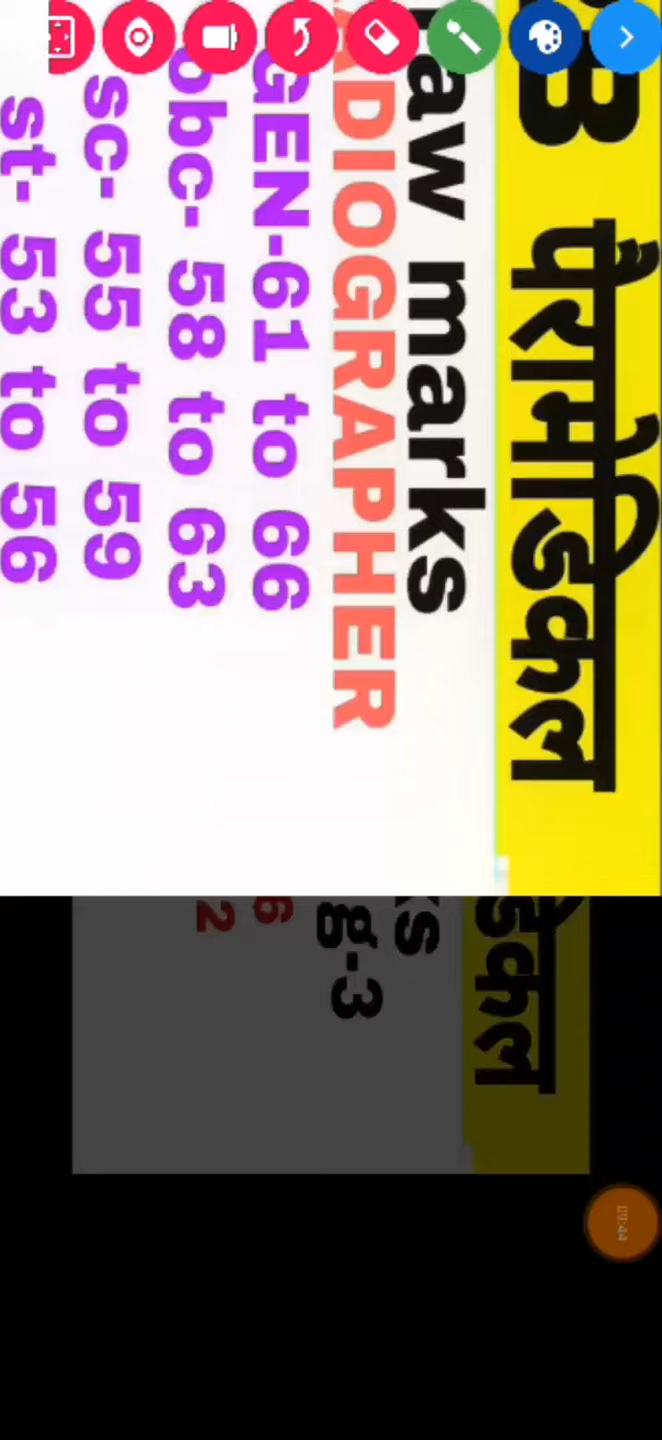 पैरामेडिकल
raw marks
RADIOGRAPHER
GEN-61 to 66
obc- 58 to 63
sc- 55 to 59
st- 53 to 56
g-3